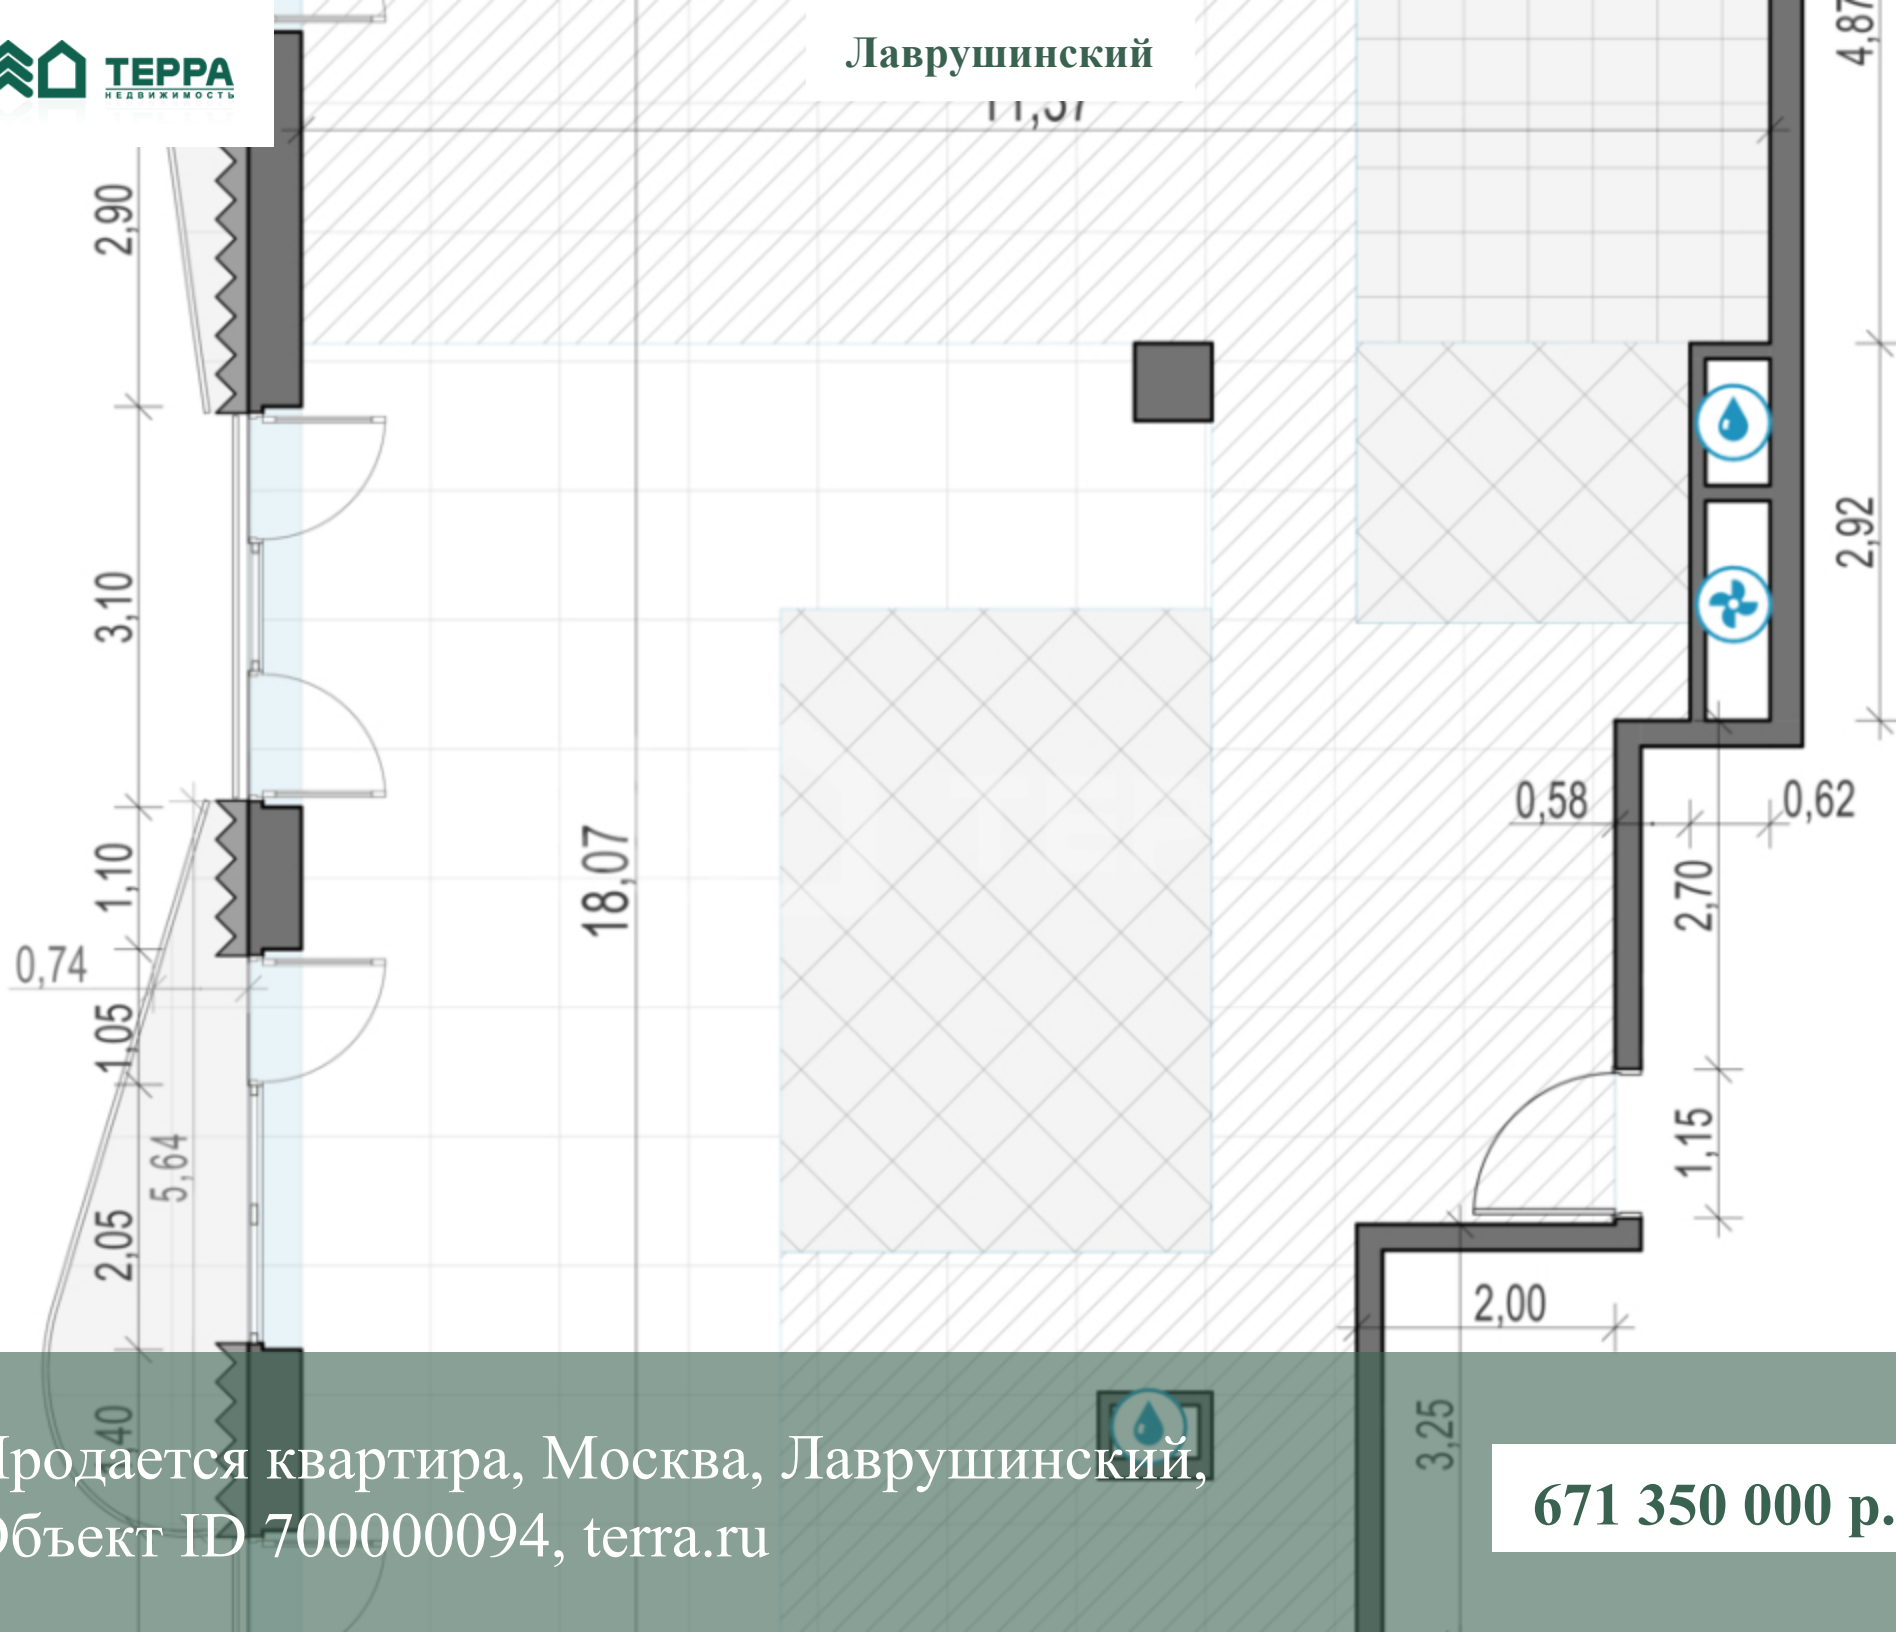 ТЕРРА
НЕДВИЖИМОСТЬ
Лаврушинский
4,87
2,90
3,10
2,92
0,58
0,62
1,10
18,07
2,70
0,74
1,05
1,15
5,64
2,05
2,00
3,25
квартира, Москва, Лаврушинский,
ID 700000094, terra.ru
671 350 000 р.